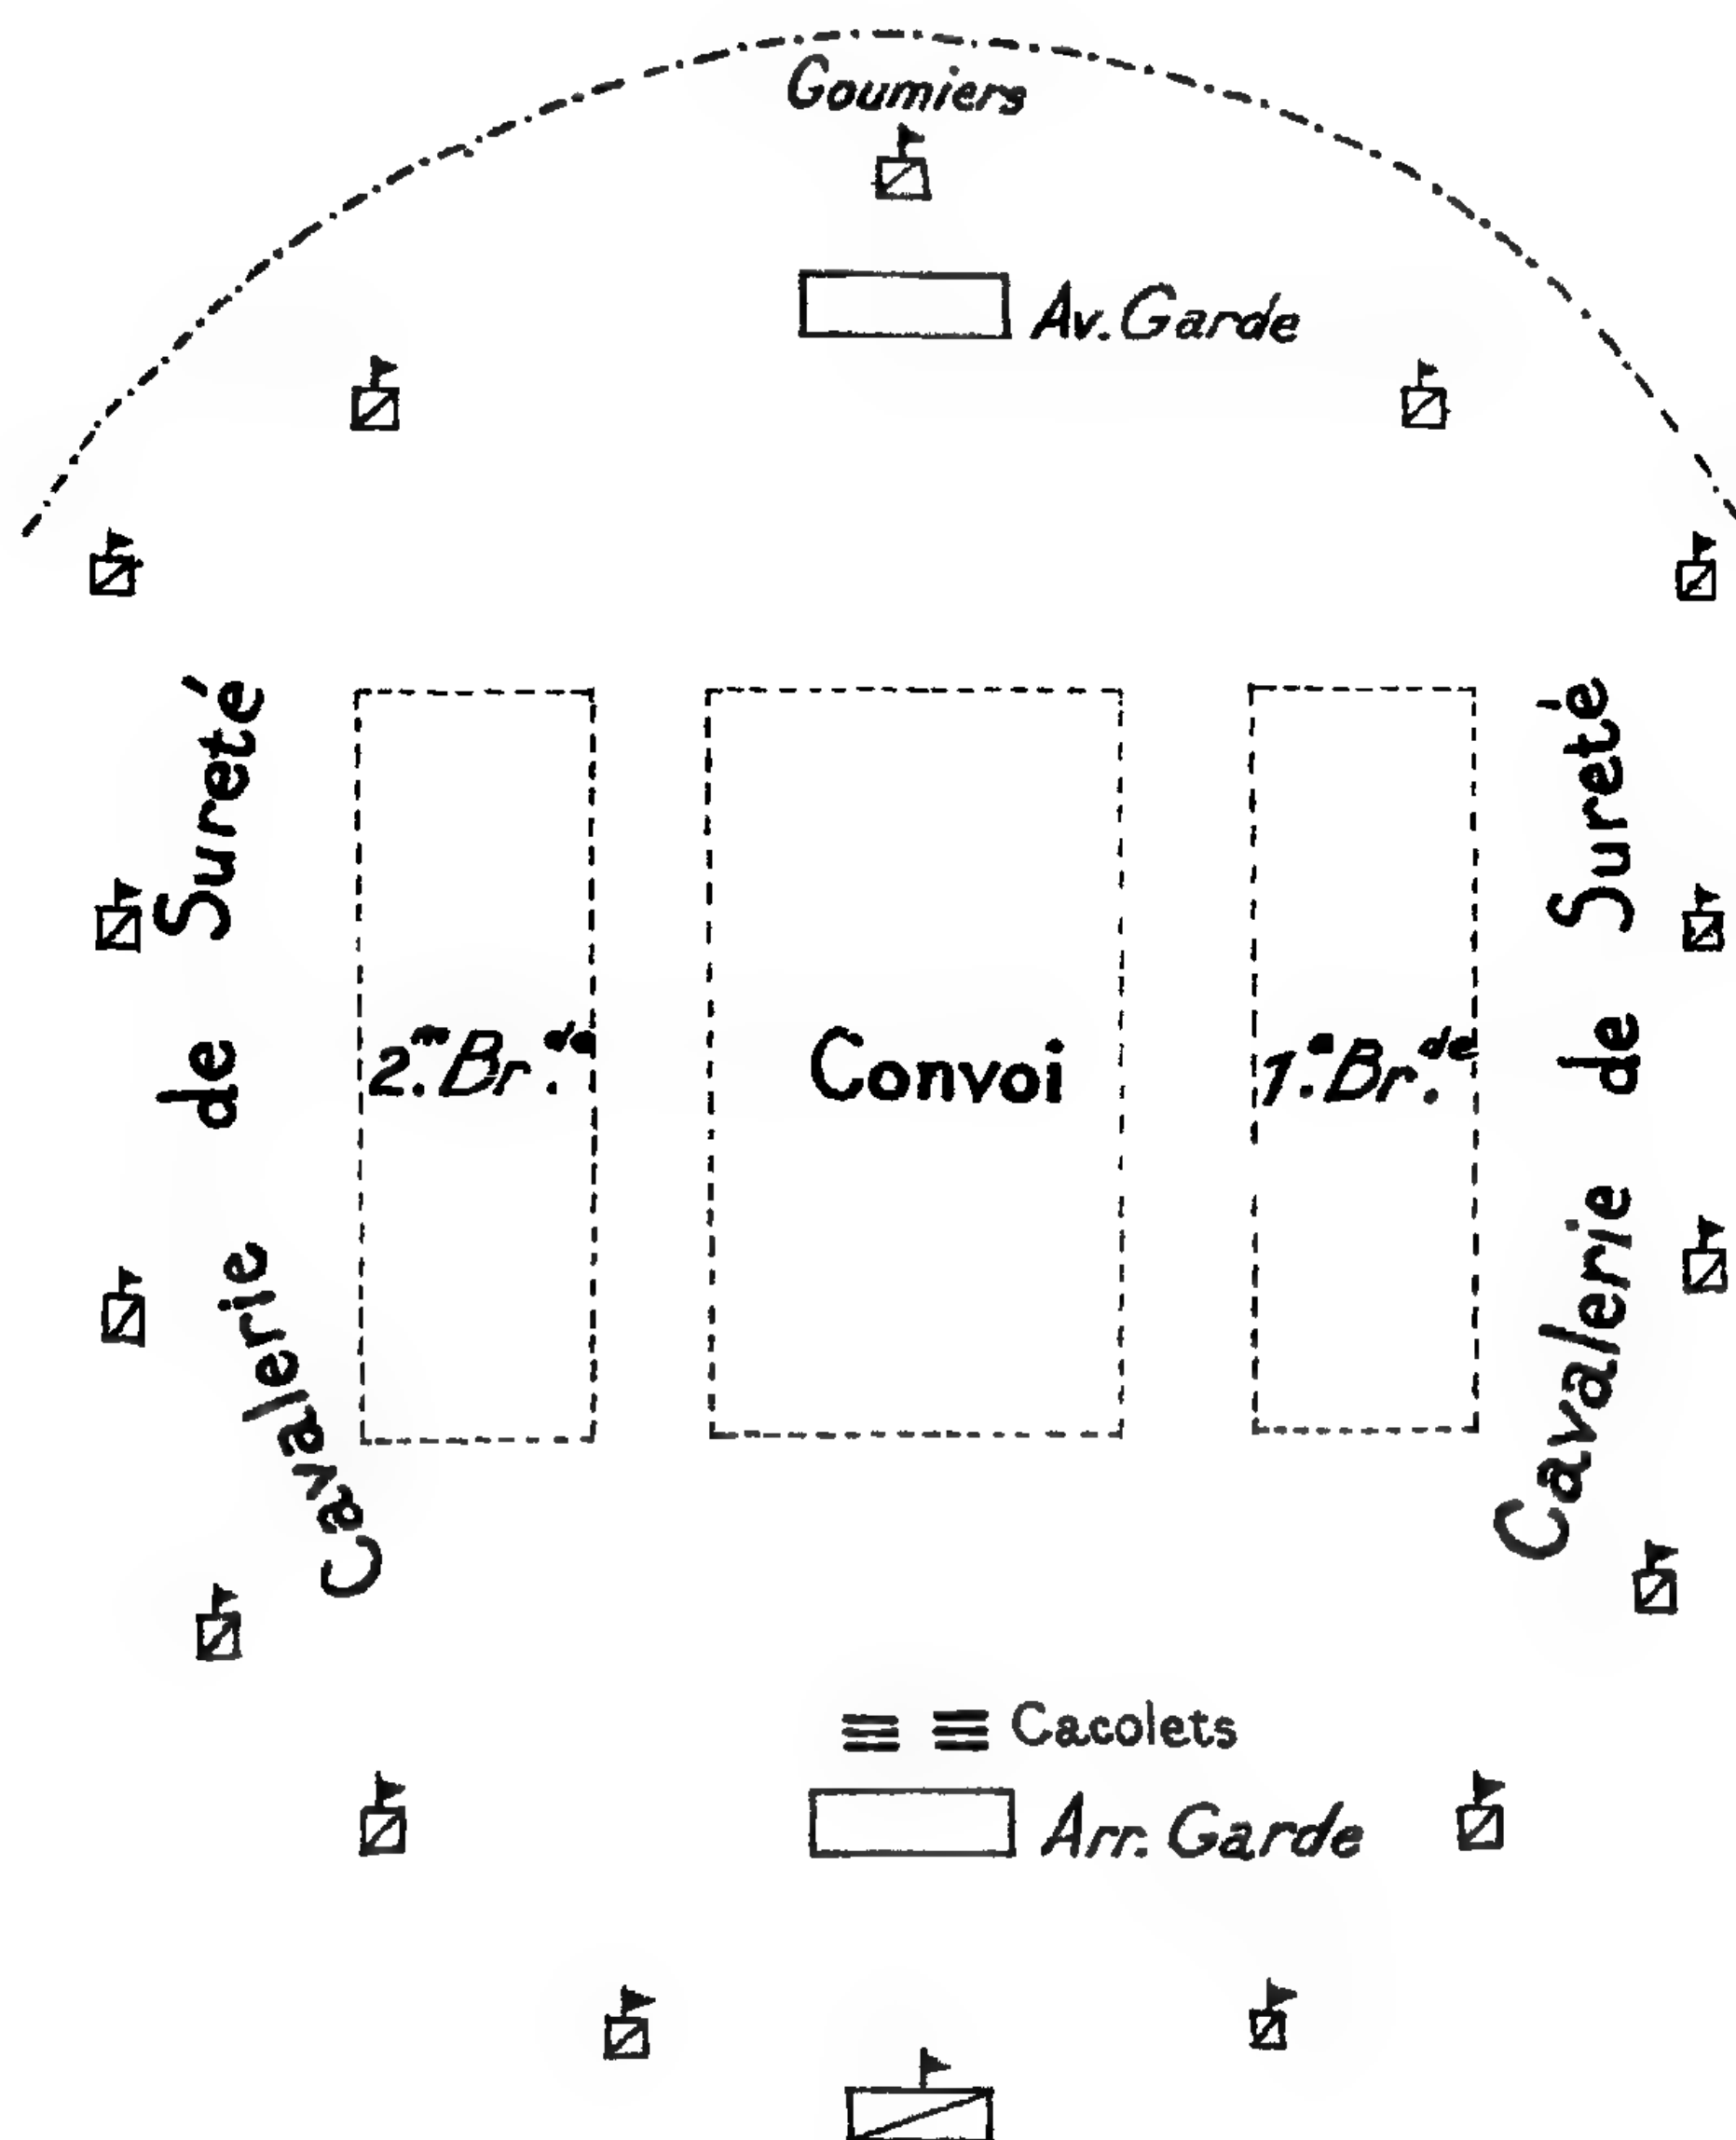 Goumiers
Av. Garde
Cavalerie de Sureté
2.m Br.de
Convoi
1.e Br.de
Cavalerie de Sureté
Cacolets
Arr. Garde